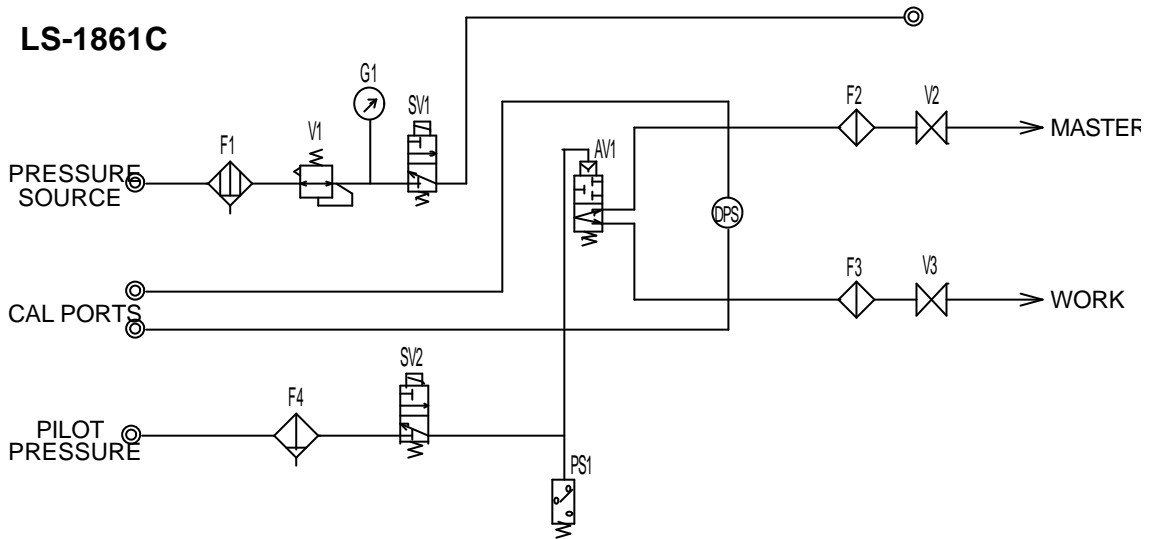 LS-1861C
G1
SV1
F2
V2
F1
V1
MASTER
AV1
PRESSURE
SOURCE
DPS
F3
V3
CAL PORTS
WORK
SV2
F4
PILOT
PRESSURE
PS1